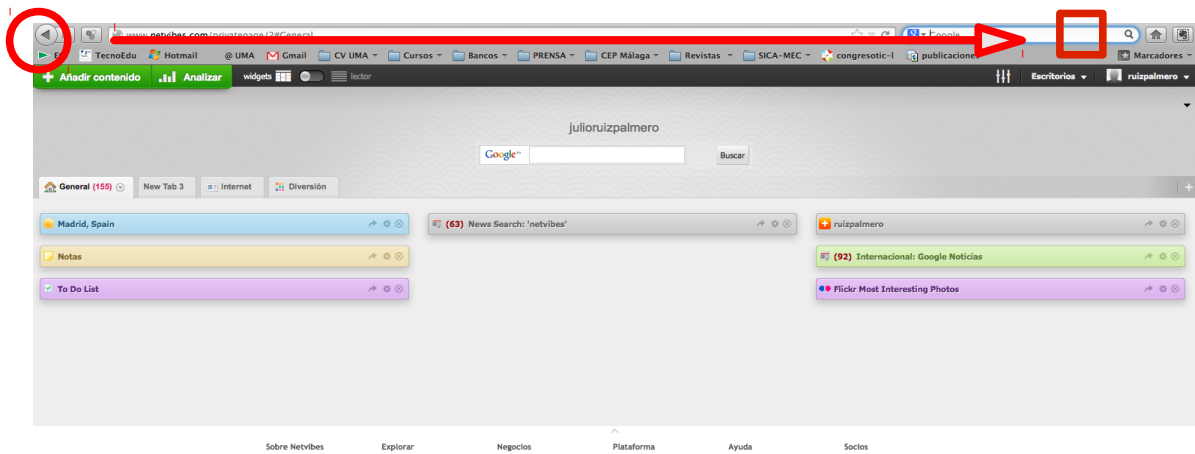 www.netvibes.com/privatepage/2#General Google
TecnoEdu Hotmail @ UMA Gmail CV UMA Cursos Bancos PRENSA CEP Málaga Revistas SICA-MEC congresotic-l publicaciones Marcadores
Añadir contenido Analizar widgets lector Escritorios ruizpalmero
julioruizpalmero
Google™ Buscar
General (155) New Tab 3 Internet Diversión
Madrid, Spain (63) News Search: 'netvibes' ruizpalmero
Notas (92) Internacional: Google Noticias
To Do List Flickr Most Interesting Photos
Sobre Netvibes Explorar Negocios Plataforma Ayuda Socios